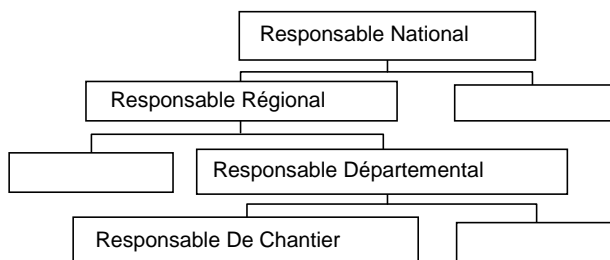 Responsable National
Responsable Régional
Responsable Départemental
Responsable De Chantier